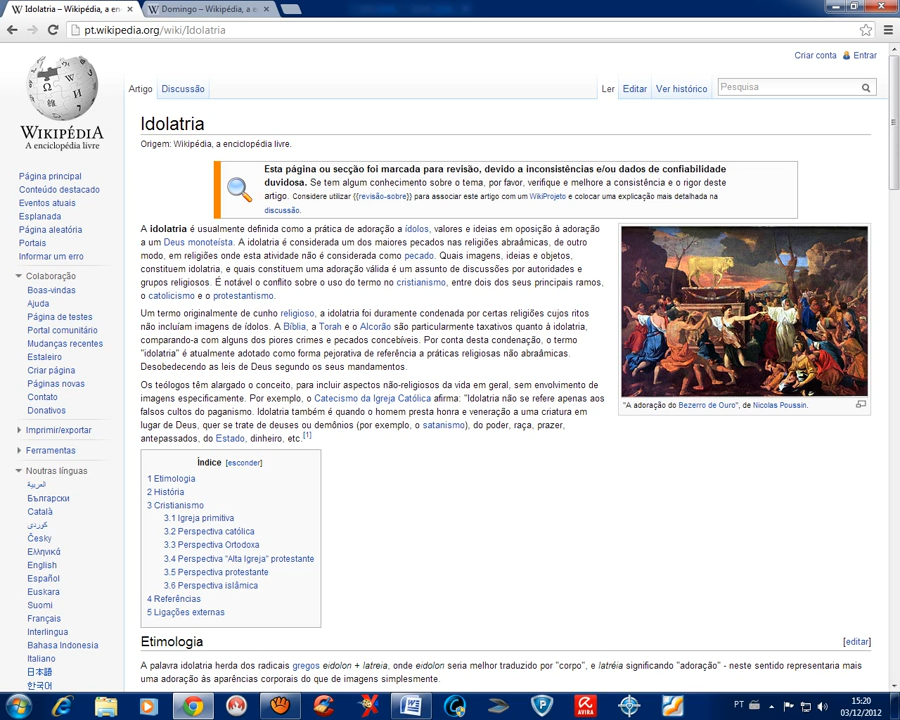 Idolatria – Wikipédia, a en
Domingo – Wikipédia, a e
pt.wikipedia.org/wiki/Idolatria
Criar conta Entrar
Artigo Discussão Ler Editar Ver histórico Pesquisa
WIKIPÉDIA
A enciclopédia livre
Página principal
Conteúdo destacado
Eventos atuais
Esplanada
Página aleatória
Portais
Informar um erro
Colaboração
Boas-vindas
Ajuda
Página de testes
Portal comunitário
Mudanças recentes
Estaleiro
Criar página
Páginas novas
Contato
Donativos
Imprimir/exportar
Ferramentas
Noutras línguas
العربية
Български
Català
کوردی
Česky
Ελληνικά
English
Español
Euskara
Suomi
Français
Interlingua
Bahasa Indonesia
Italiano
日本語
한국어
Idolatria
Origem: Wikipédia, a enciclopédia livre.
Esta página ou secção foi marcada para revisão, devido a inconsistências e/ou dados de confiabilidade
duvidosa. Se tem algum conhecimento sobre o tema, por favor, verifique e melhore a consistência e o rigor deste
artigo. Considere utilizar {{revisão-sobre}} para associar este artigo com um WikiProjeto e colocar uma explicação mais detalhada na
discussão.
A idolatria é usualmente definida como a prática de adoração a ídolos, valores e ideias em oposição à adoração
a um Deus monoteísta. A idolatria é considerada um dos maiores pecados nas religiões abraâmicas, de outro
modo, em religiões onde esta atividade não é considerada como pecado. Quais imagens, ideias e objetos,
constituem idolatria, e quais constituem uma adoração válida é um assunto de discussões por autoridades e
grupos religiosos. É notável o conflito sobre o uso do termo no cristianismo, entre dois dos seus principais ramos,
o catolicismo e o protestantismo.
Um termo originalmente de cunho religioso, a idolatria foi duramente condenada por certas religiões cujos ritos
não incluíam imagens de ídolos. A Bíblia, a Torah e o Alcorão são particularmente taxativos quanto à idolatria,
comparando-a com alguns dos piores crimes e pecados concebíveis. Por conta desta condenação, o termo
"idolatria" é atualmente adotado como forma pejorativa de referência a práticas religiosas não abraâmicas.
Desobedecendo as leis de Deus segundo os seus mandamentos.
Os teólogos têm alargado o conceito, para incluir aspectos não-religiosos da vida em geral, sem envolvimento de
imagens especificamente. Por exemplo, o Catecismo da Igreja Católica afirma: "Idolatria não se refere apenas aos
falsos cultos do paganismo. Idolatria também é quando o homem presta honra e veneração a uma criatura em
lugar de Deus, quer se trate de deuses ou demônios (por exemplo, o satanismo), do poder, raça, prazer,
antepassados, do Estado, dinheiro, etc.[1]
"A adoração do Bezerro de Ouro", de Nicolas Poussin.
Índice [esconder]
1 Etimologia
2 História
3 Cristianismo
3.1 Igreja primitiva
3.2 Perspectiva católica
3.3 Perspectiva Ortodoxa
3.4 Perspectiva "Alta Igreja" protestante
3.5 Perspectiva protestante
3.6 Perspectiva islâmica
4 Referências
5 Ligações externas
Etimologia [editar]
A palavra idolatria herda dos radicais gregos eidolon + latreia, onde eidolon seria melhor traduzido por "corpo", e latréia significando "adoração" - neste sentido representaria mais
uma adoração às aparências corporais do que de imagens simplesmente.
AVIRA
PT
15:20
03/12/2012